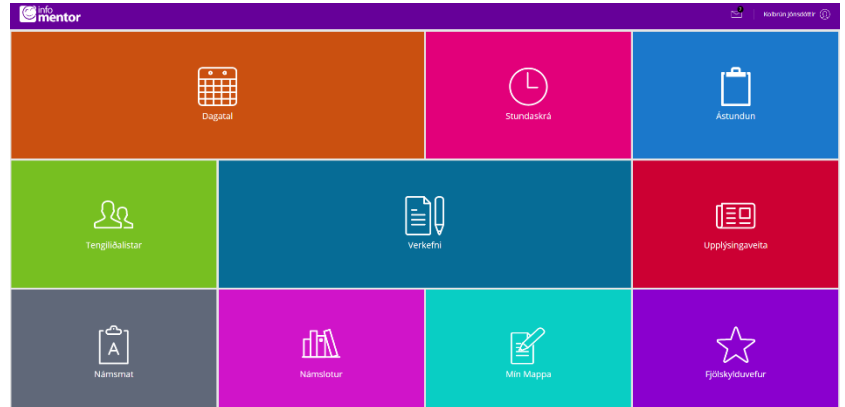 info
mentor
Kolbrún Jónsdóttir
Dagatal
Stundaskrá
Ástundun
Tengiliðalistar
Verkefni
Upplýsingaveita
A
Námsmat
Námslotur
Mín Mappa
Fjölskylduvefur